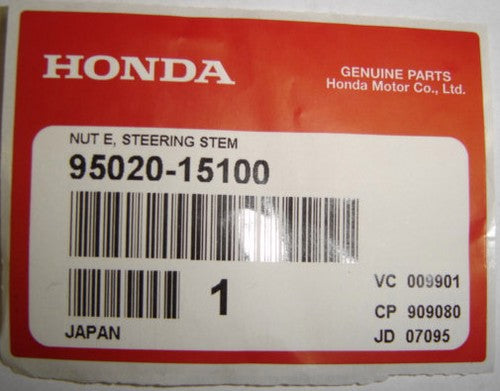 HONDA
GENUINE PARTS
Honda Motor Co., Ltd.
NUT E, STEERING STEM
95020-15100
1
VC 009901
CP 909080
JAPAN
JD 07095